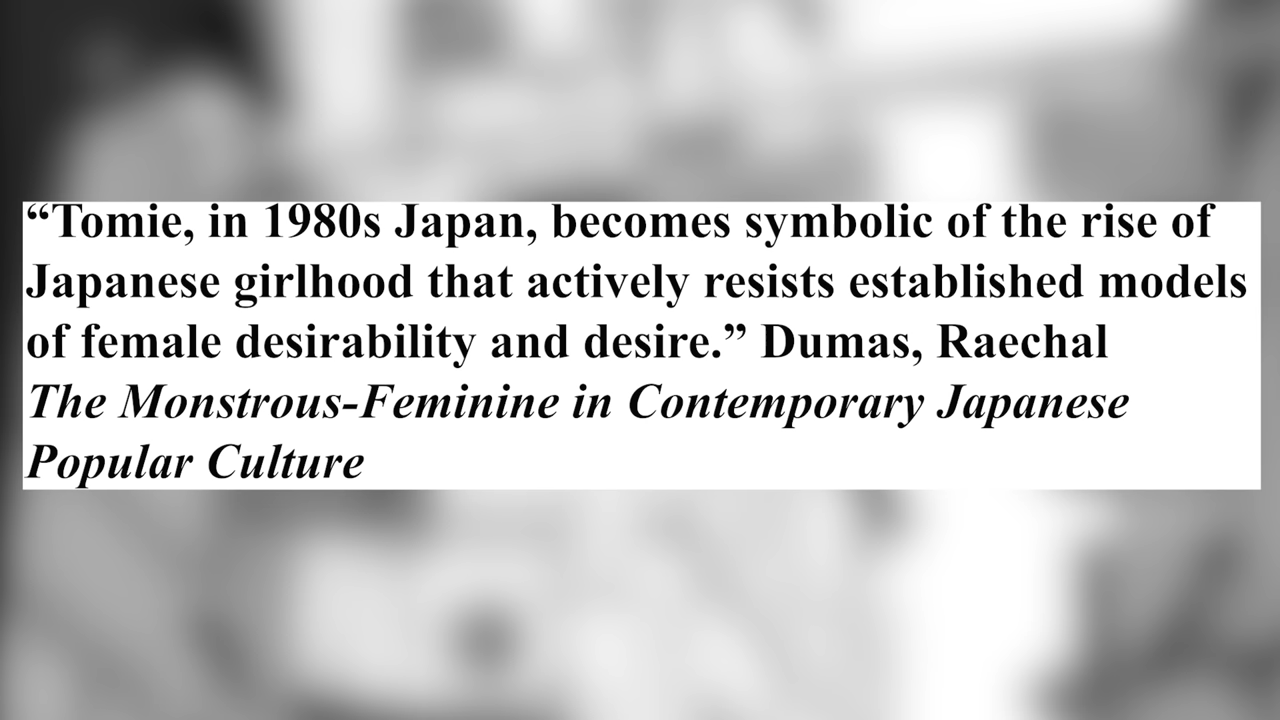 “Tomie, in 1980s Japan, becomes symbolic of the rise of
Japanese girlhood that actively resists established models
of female desirability and desire.” Dumas, Raechal
The Monstrous-Feminine in Contemporary Japanese
Popular Culture